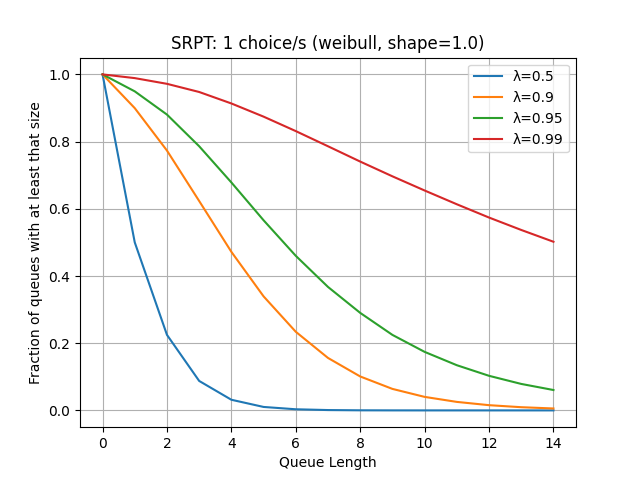 SRPT: 1 choice/s (weibull, shape=1.0)
Fraction of queues with at least that size
1.0
0.8
0.6
0.4
0.2
0.0
λ=0.5
λ=0.9
λ=0.95
λ=0.99
0 2 4 6 8 10 12 14
Queue Length